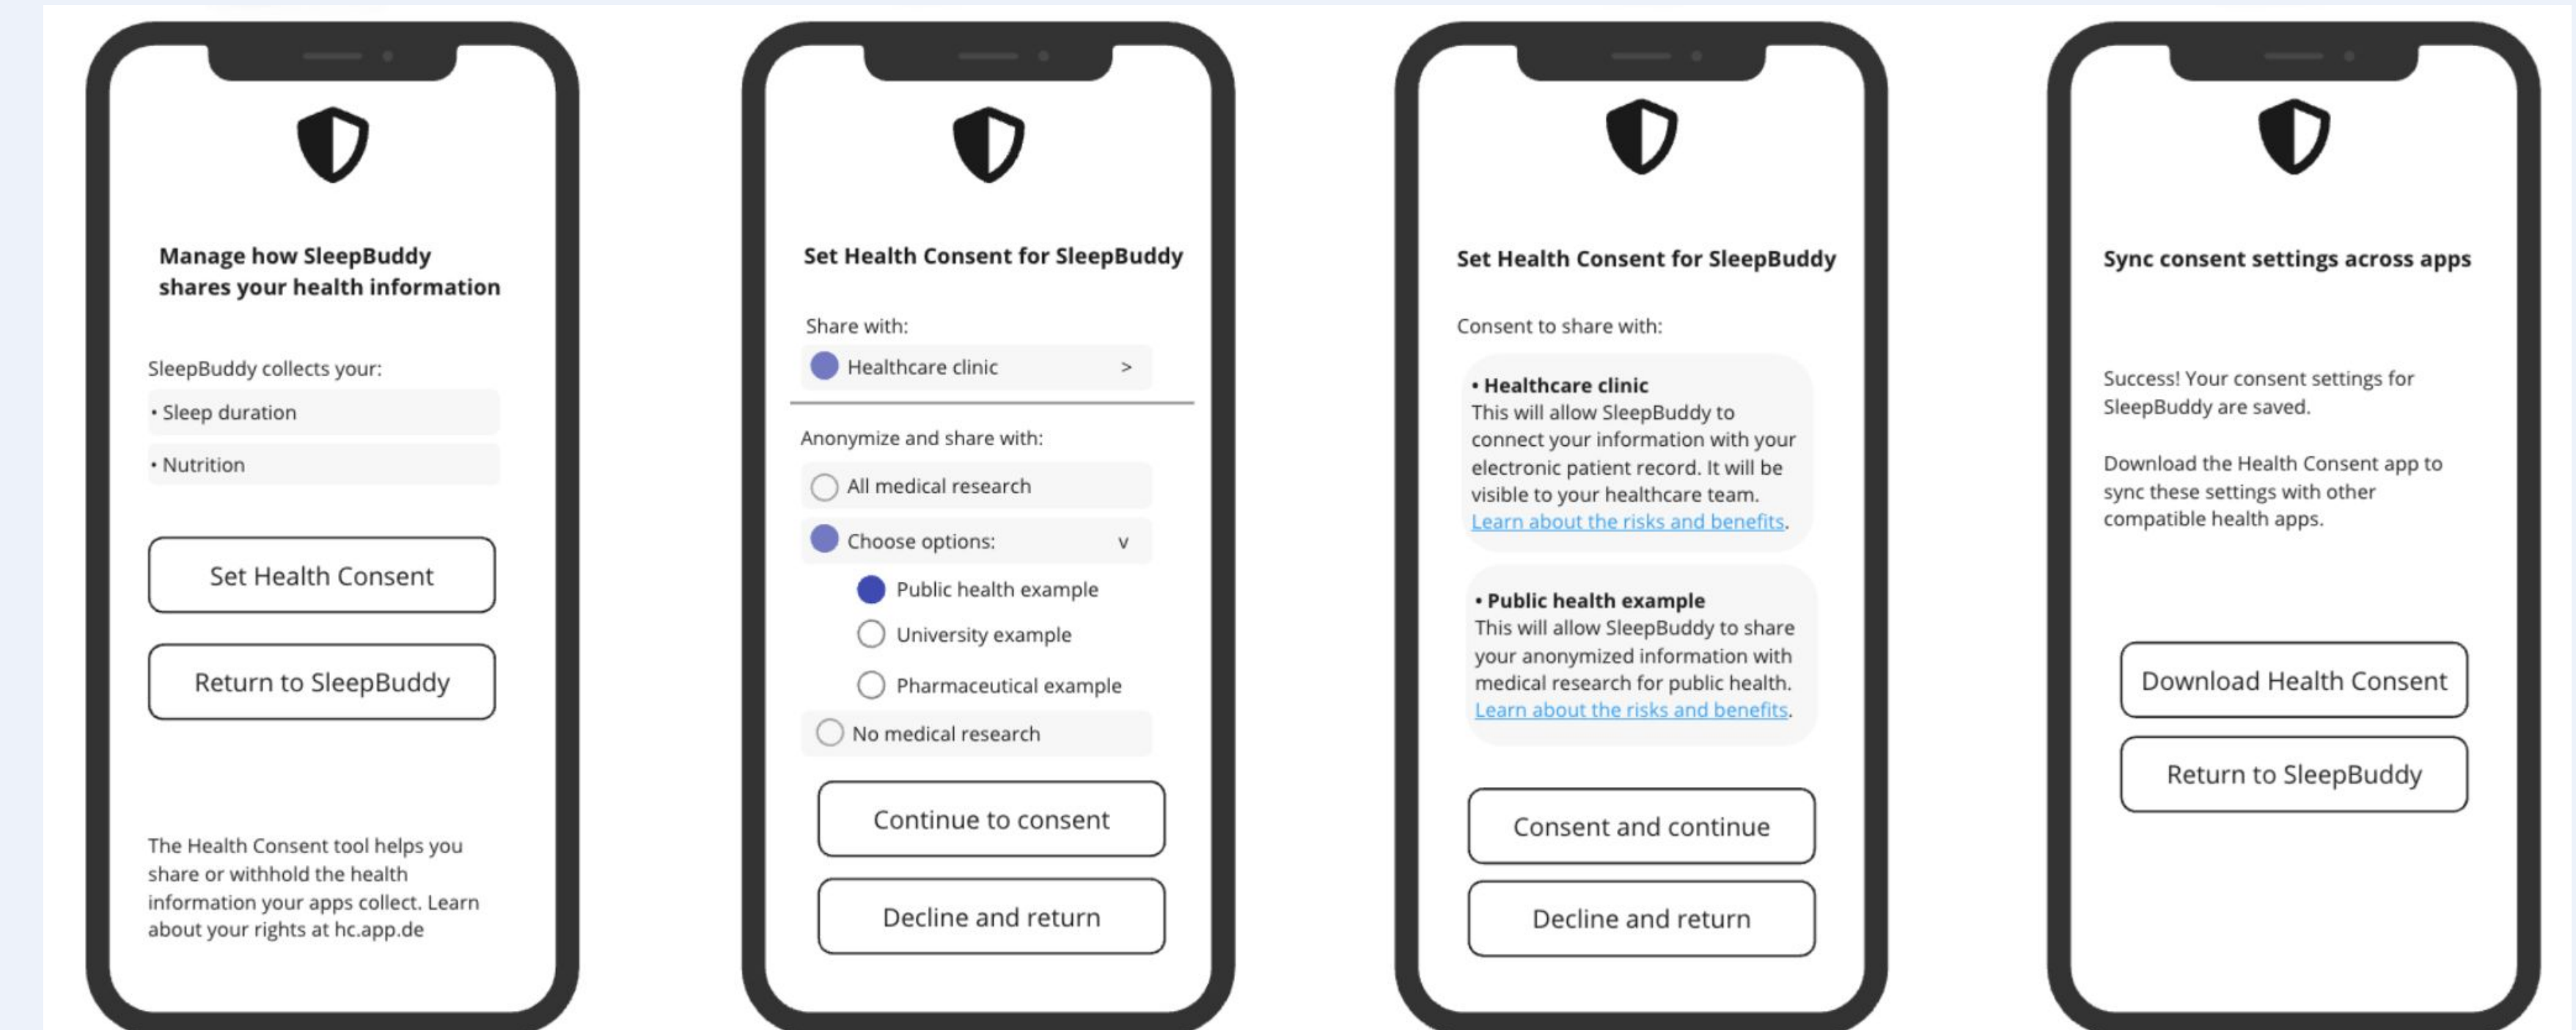 Manage how SleepBuddy
shares your health information
SleepBuddy collects your:
• Sleep duration
• Nutrition
Set Health Consent
Return to SleepBuddy
The Health Consent tool helps you
share or withhold the health
information your apps collect. Learn
about your rights at hc.app.de
Set Health Consent for SleepBuddy
Share with:
Healthcare clinic >
Anonymize and share with:
All medical research
Choose options: v
Public health example
University example
Pharmaceutical example
No medical research
Continue to consent
Decline and return
Set Health Consent for SleepBuddy
Consent to share with:
• Healthcare clinic
This will allow SleepBuddy to
connect your information with your
electronic patient record. It will be
visible to your healthcare team.
Learn about the risks and benefits.
• Public health example
This will allow SleepBuddy to share
your anonymized information with
medical research for public health.
Learn about the risks and benefits.
Consent and continue
Decline and return
Sync consent settings across apps
Success! Your consent settings for
SleepBuddy are saved.
Download the Health Consent app to
sync these settings with other
compatible health apps.
Download Health Consent
Return to SleepBuddy